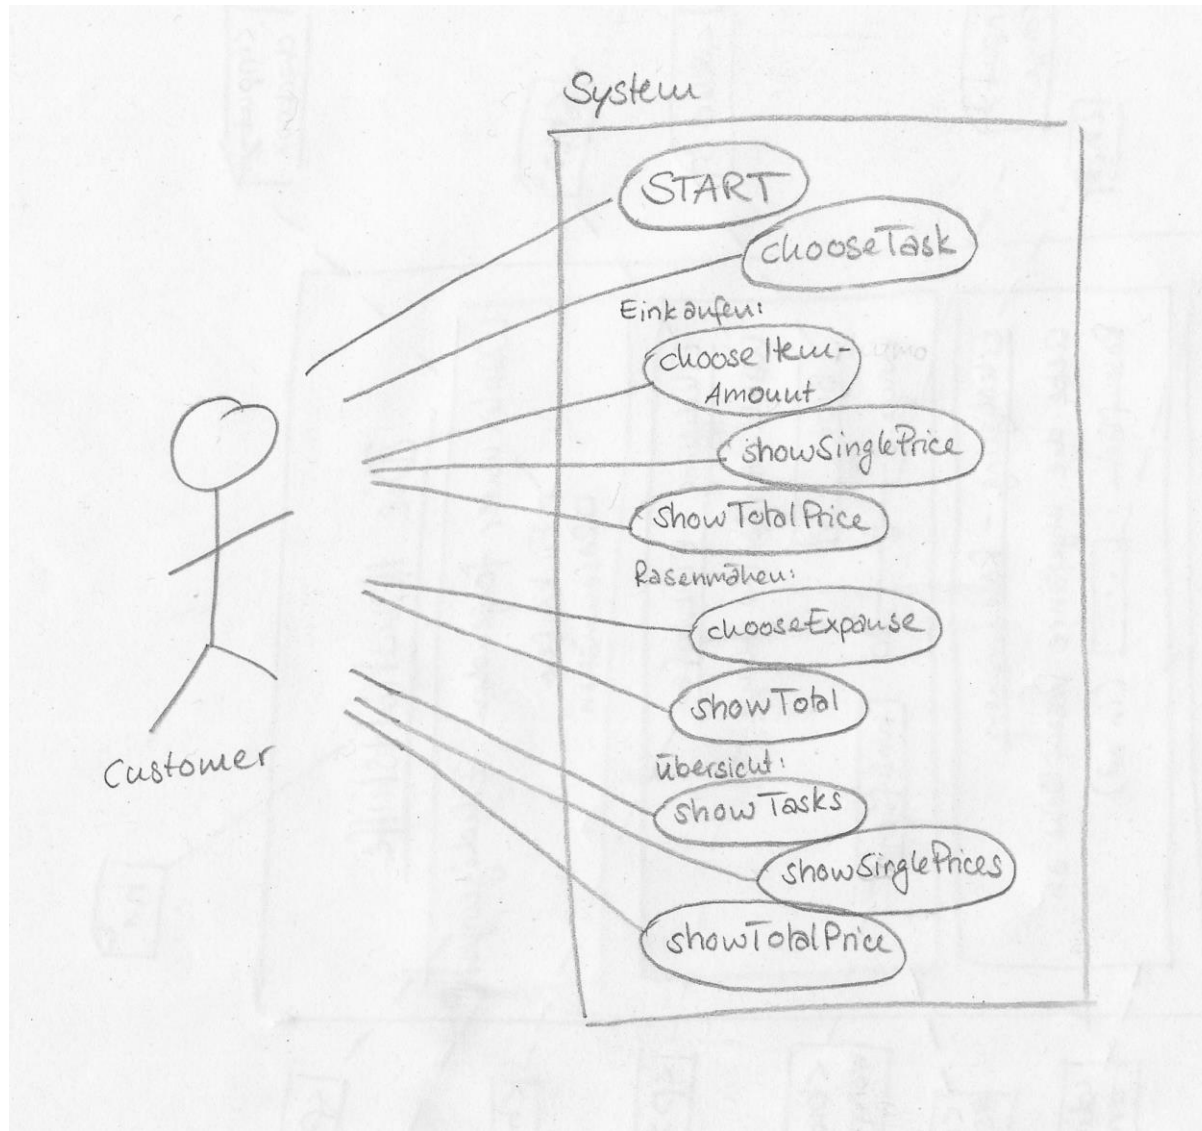 System
START
chooseTask
Einkaufen:
chooseItem-
Amount
showSinglePrice
showTotalPrice
Rasenmähen:
chooseExpanse
showTotal
Übersicht:
showTasks
showSinglePrices
showTotalPrice
Customer